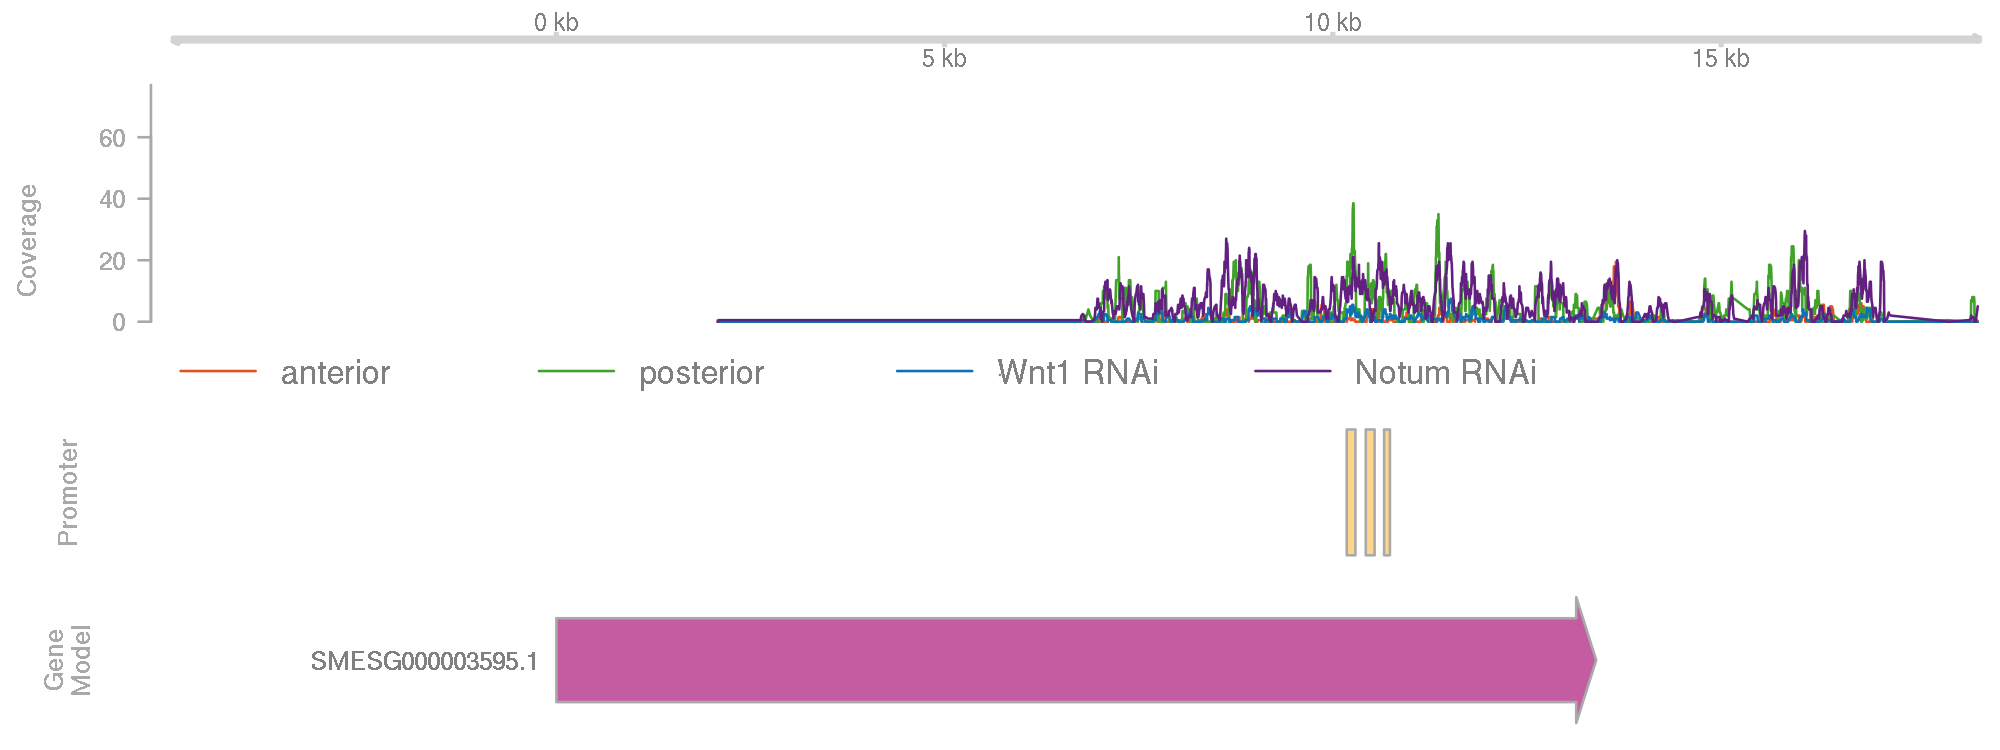 0 kb
10 kb
5 kb
15 kb
Coverage
60
40
20
0
anterior
posterior
Wnt1 RNAi
Notum RNAi
Promoter
Gene
Model
SMESG000003595.1